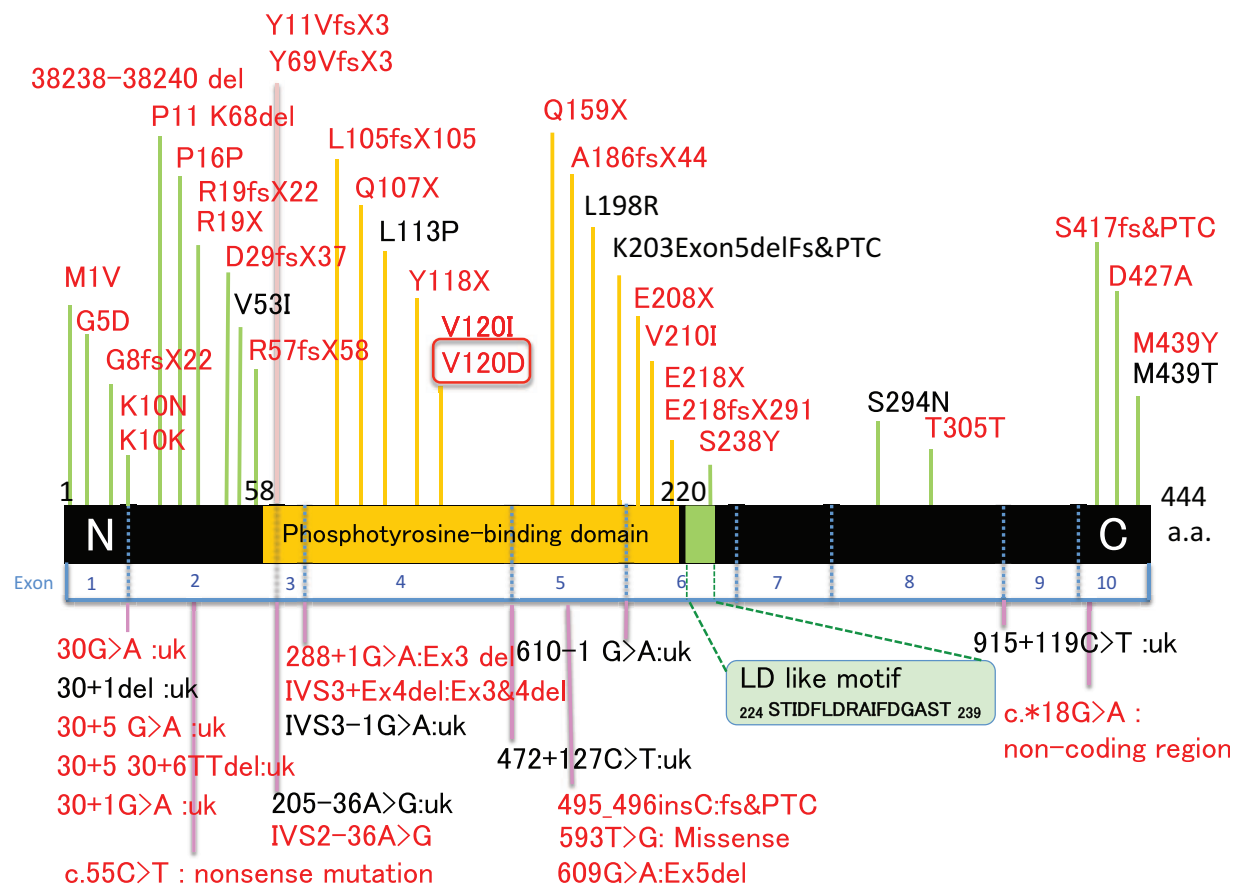 Y11VfsX3
Y69VfsX3
38238-38240 del
P11 K68del
P16P
R19fsX22
R19X
D29fsX37
V53I
R57fsX58
M1V
G5D
G8fsX22
K10N
K10K
L105fsX105
Q107X
L113P
Y118X
V120I
V120D
Q159X
A186fsX44
L198R
K203Exon5delFs&PTC
E208X
V210I
E218X
E218fsX291
S238Y
S294N
T305T
S417fs&PTC
D427A
M439Y
M439T
1
58
220
444
a.a.
N
Phosphotyrosine-binding domain
C
Exon 1 2 3 4 5 6 7 8 9 10
30G>A :uk
30+1del :uk
30+5 G>A :uk
30+5 30+6TTdel:uk
30+1G>A :uk
c.55C>T : nonsense mutation
288+1G>A:Ex3 del
IVS3+Ex4del:Ex3&4del
IVS3-1G>A:uk
205-36A>G:uk
IVS2-36A>G
610-1 G>A:uk
472+127C>T:uk
495_496insC:fs&PTC
593T>G: Missense
609G>A:Ex5del
LD like motif
224 STIDFLDRAIFDGAST 239
915+119C>T :uk
c.*18G>A :
non-coding region